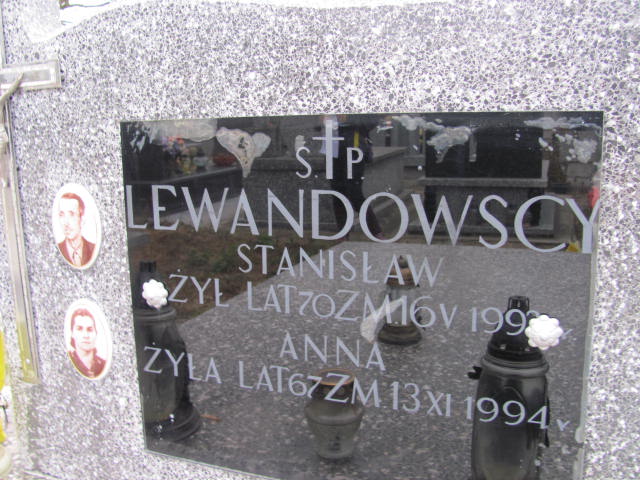 Ś.†P
LEWANDOWSCY
STANISŁAW
ŻYŁ LAT 70 ZM 16 V
ANNA
ŻYŁA LAT 67 ZM. 13 XI 1994